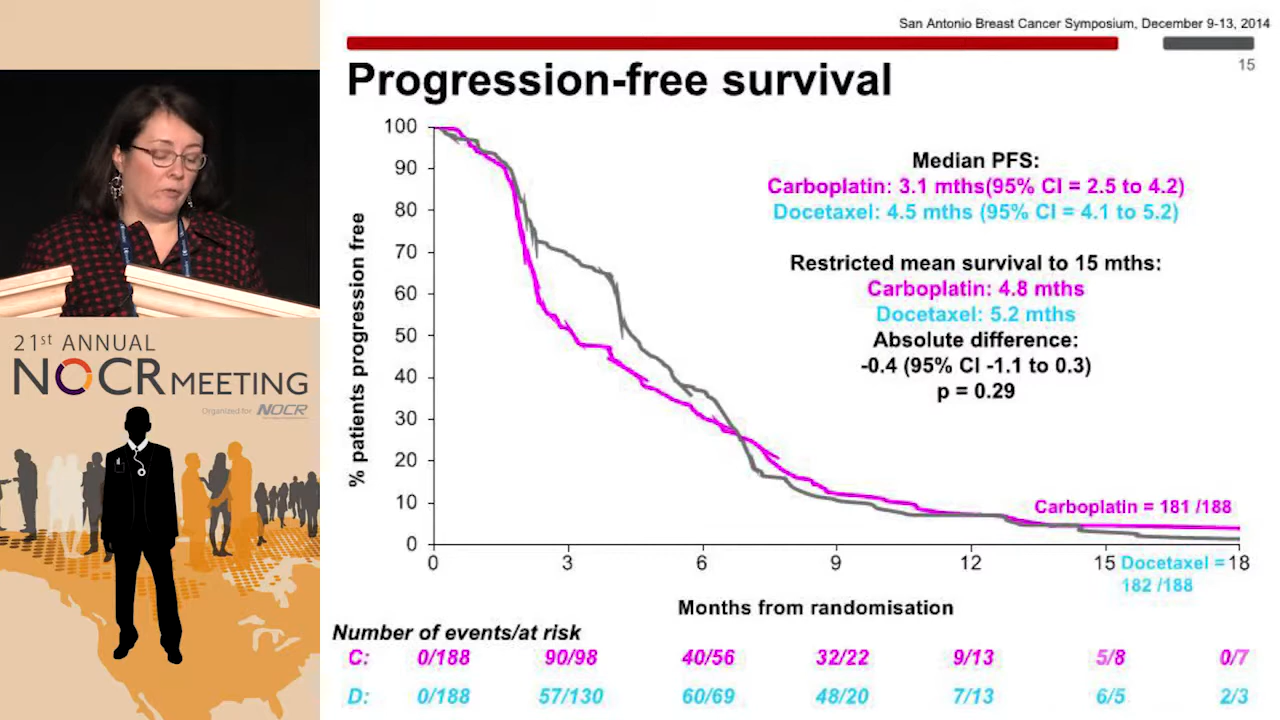 San Antonio Breast Cancer Symposium, December 9-13, 2014
15
Progression-free survival
100
90
80
70
60
50
40
30
20
10
0
% patients progression free
Median PFS:
Carboplatin: 3.1 mths(95% CI = 2.5 to 4.2)
Docetaxel: 4.5 mths (95% CI = 4.1 to 5.2)
Restricted mean survival to 15 mths:
Carboplatin: 4.8 mths
Docetaxel: 5.2 mths
Absolute difference:
-0.4 (95% CI -1.1 to 0.3)
p = 0.29
Carboplatin = 181 /188
0 3 6 9 12 15 18
Docetaxel =
182 /188
Months from randomisation
Number of events/at risk
C: 0/188 90/98 40/56 32/22 9/13 5/8 0/7
D: 0/188 57/130 60/69 48/20 7/13 6/5 2/3
21st ANNUAL
NOCR MEETING
Organized for NOCR